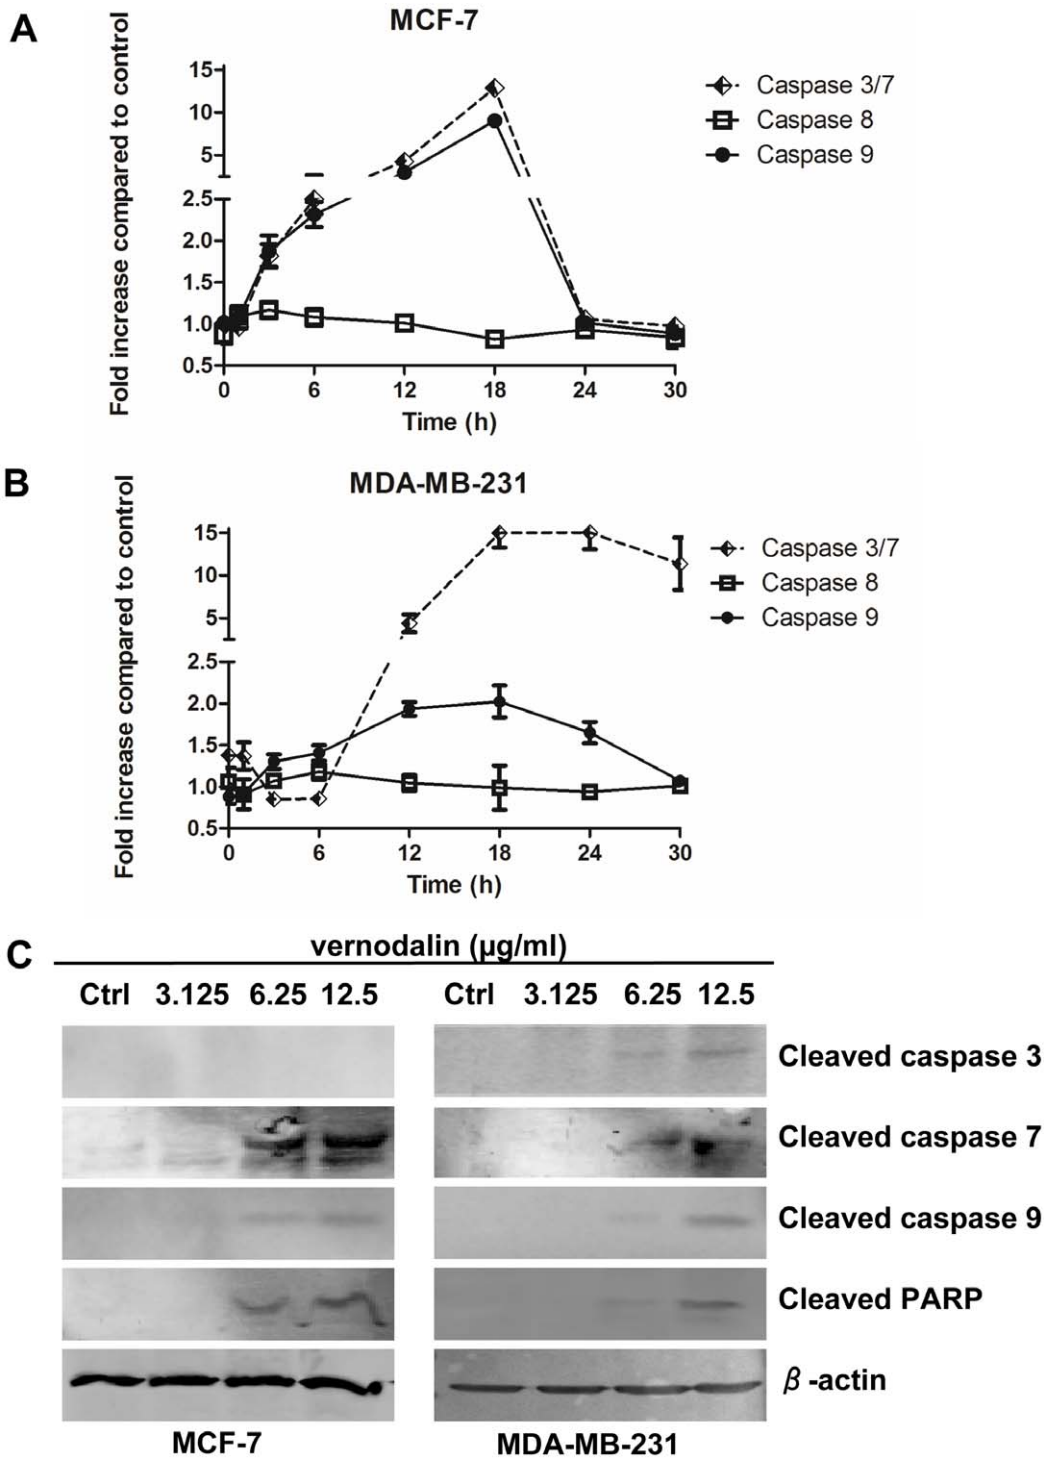 A
MCF-7
Fold increase compared to control
15
10
5
2.5
2.0
1.5
1.0
0.5
0 6 12 18 24 30
Time (h)
Caspase 3/7
Caspase 8
Caspase 9
B
MDA-MB-231
Fold increase compared to control
15
10
5
2.5
2.0
1.5
1.0
0.5
0 6 12 18 24 30
Time (h)
Caspase 3/7
Caspase 8
Caspase 9
C
vernodalin (µg/ml)
Ctrl 3.125 6.25 12.5 Ctrl 3.125 6.25 12.5
Cleaved caspase 3
Cleaved caspase 7
Cleaved caspase 9
Cleaved PARP
β-actin
MCF-7 MDA-MB-231